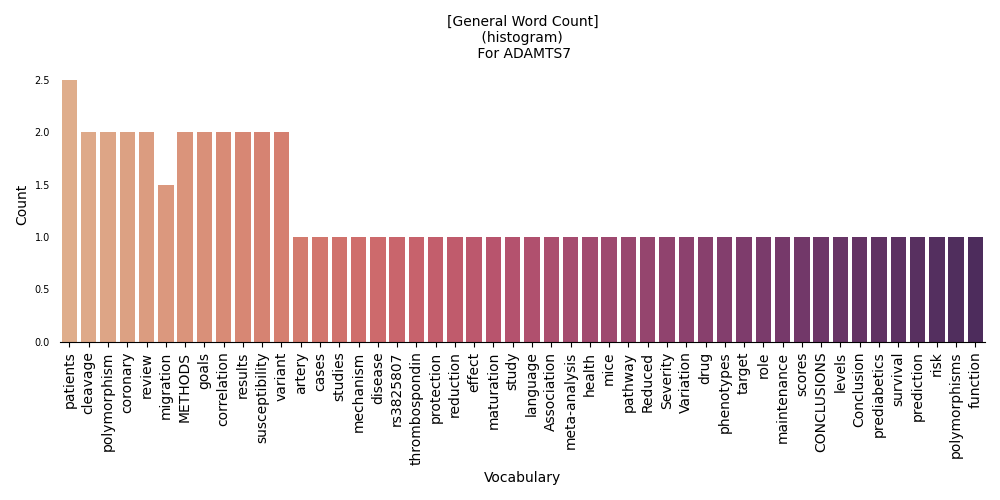 [General Word Count]
(histogram)
For ADAMTS7
2.5
2.0
1.5
1.0
0.5
0.0
Count
patients
cleavage
polymorphism
coronary
review
migration
METHODS
goals
correlation
results
susceptibility
variant
artery
cases
studies
mechanism
disease
rs3825807
thrombospondin
protection
reduction
effect
maturation
study
language
Association
meta-analysis
health
mice
pathway
Reduced
Severity
Variation
drug
phenotypes
target
role
maintenance
scores
CONCLUSIONS
levels
Conclusion
prediabetics
survival
prediction
risk
polymorphisms
function
Vocabulary